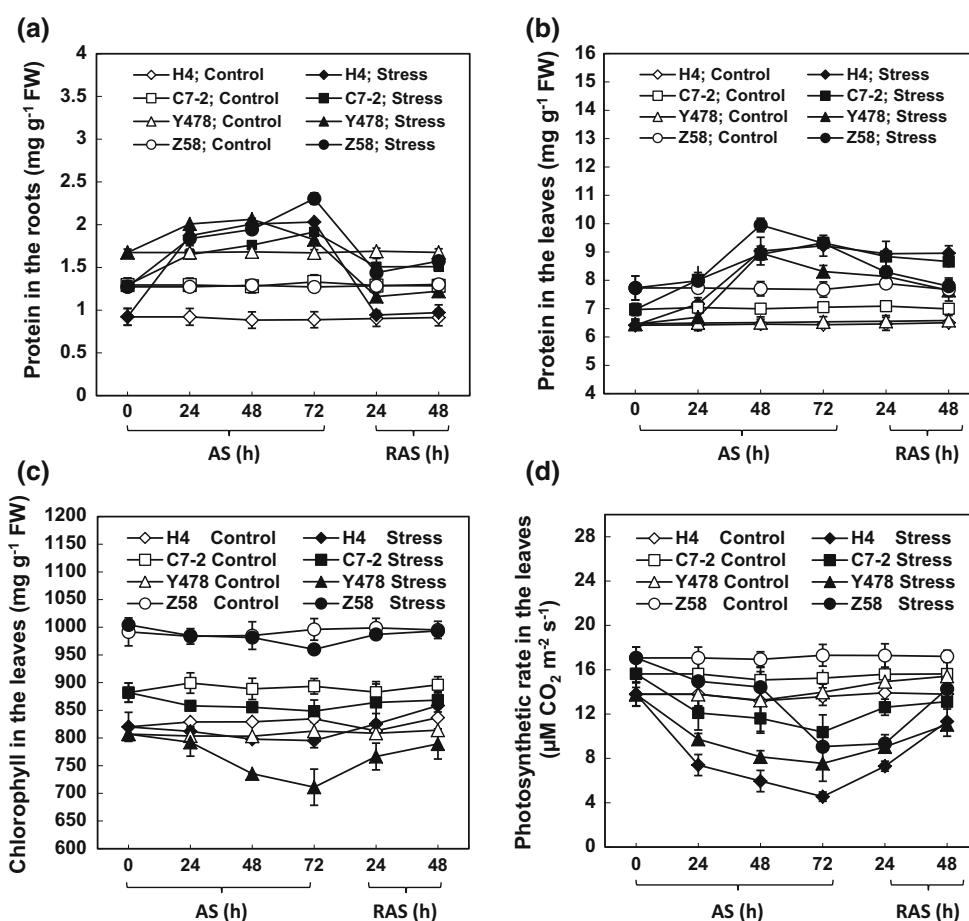 (a)
Protein in the roots (mg g⁻¹ FW)
4
3.5
3
2.5
2
1.5
1
0.5
0
H4; Control
C7-2; Control
Y478; Control
Z58; Control
H4; Stress
C7-2; Stress
Y478; Stress
Z58; Stress
0 24 48 72 24 48
AS (h) RAS (h)
(b)
Protein in the leaves (mg g⁻¹ FW)
16
15
14
13
12
11
10
9
8
7
6
5
4
H4; Control
C7-2; Control
Y478; Control
Z58; Control
H4; Stress
C7-2; Stress
Y478; Stress
Z58; Stress
0 24 48 72 24 48
AS (h) RAS (h)
(c)
Chlorophyll in the leaves (mg g⁻¹ FW)
1200
1150
1100
1050
1000
950
900
850
800
750
700
650
600
H4 Control
C7-2 Control
Y478 Control
Z58 Control
H4 Stress
C7-2 Stress
Y478 Stress
Z58 Stress
0 24 48 72 24 48
AS (h) RAS (h)
(d)
Photosynthetic rate in the leaves
(µM CO₂ m⁻² s⁻¹)
28
24
20
16
12
8
4
0
H4 Control
C7-2 Control
Y478 Control
Z58 Control
H4 Stress
C7-2 Stress
Y478 Stress
Z58 Stress
0 24 48 72 24 48
AS (h) RAS (h)